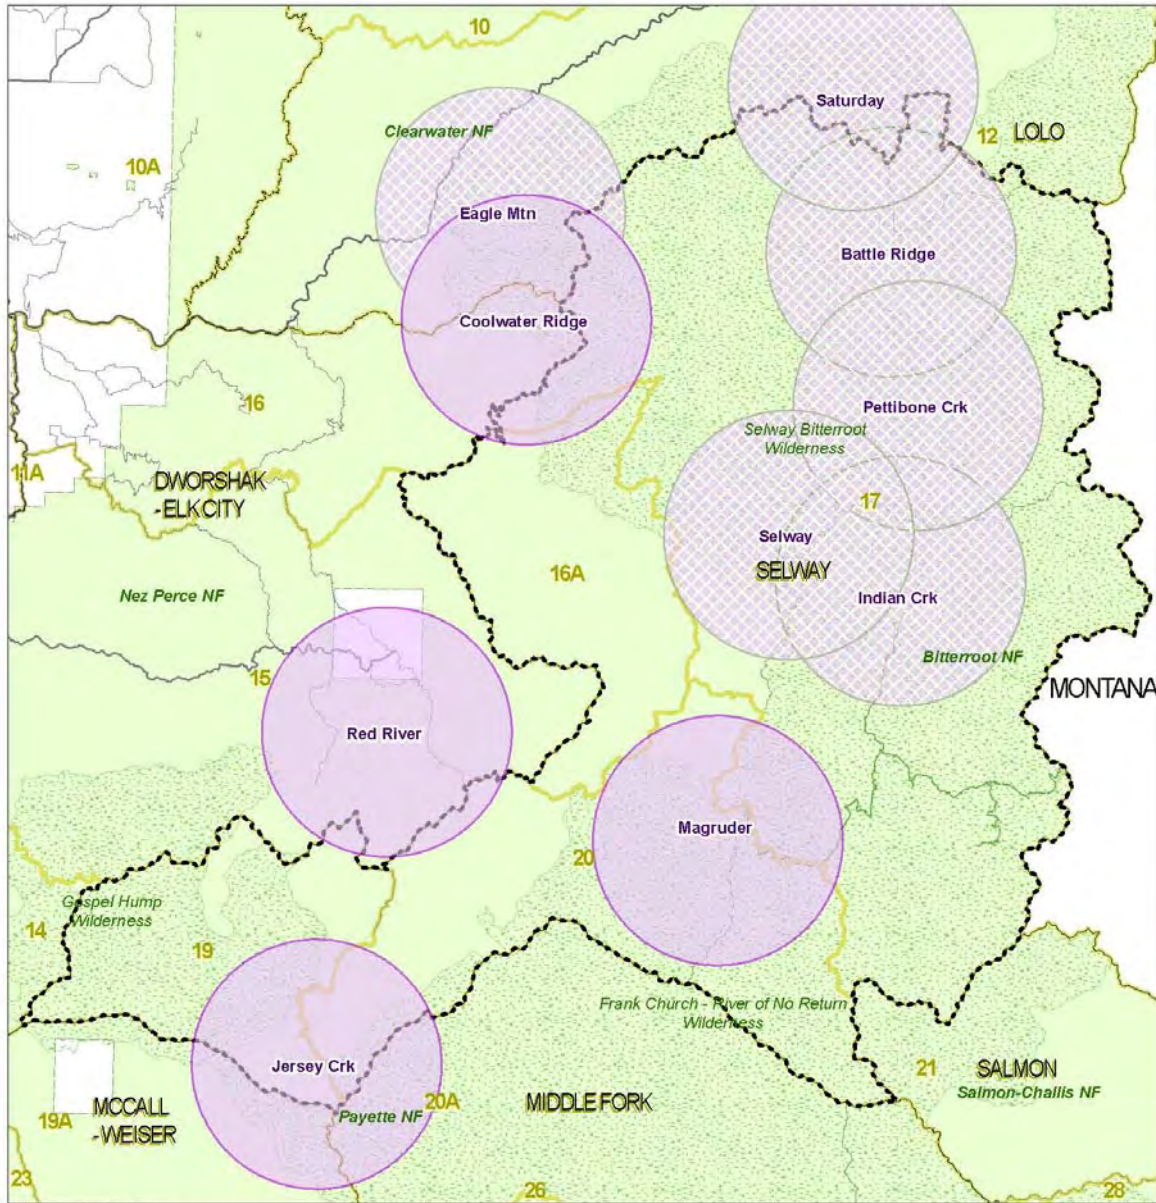 10
Saturday
Clearwater NF
12
LOLO
10A
Eagle Mtn
Battle Ridge
Coolwater Ridge
16
Pettibone Crk
Selway Bitterroot
Wilderness
11A
DWORSHAK
-ELK CITY
17
Selway
SELWAY
16A
Nez Perce NF
Indian Crk
Bitterroot NF
15
MONTANA
Red River
Magruder
20
Gospel Hump
Wilderness
14
19
Frank Church - River of No Return
Wilderness
Jersey Crk
21
SALMON
Salmon-Challis NF
19A
MCCALL
-WEISER
Payette NF
20A
MIDDLE FORK
23
26
28